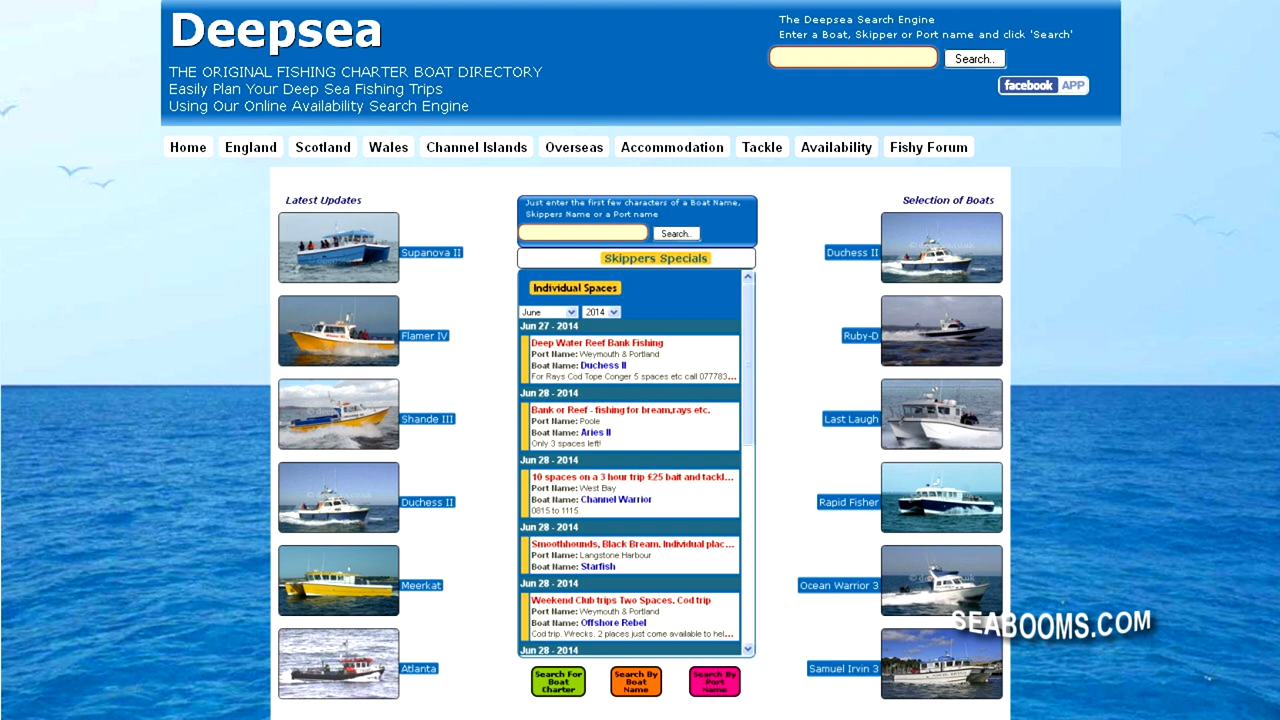 Deepsea
THE ORIGINAL FISHING CHARTER BOAT DIRECTORY
Easily Plan Your Deep Sea Fishing Trips
Using Our Online Availability Search Engine
The Deepsea Search Engine
Enter a Boat, Skipper or Port name and click 'Search'
Search..
facebook APP
Home England Scotland Wales Channel Islands Overseas Accommodation Tackle Availability Fishy Forum
Latest Updates
Supanova II
Flamer IV
Shande III
Duchess II
Meerkat
Atlanta
Just enter the first few characters of a Boat Name,
Skippers Name or a Port name
Search..
Skippers Specials
Individual Spaces
June 2014
Jun 27 - 2014
Deep Water Reef Bank Fishing
Port Name: Weymouth & Portland
Boat Name: Duchess II
For Rays Cod Tope Conger 5 spaces etc call 077783...
Jun 28 - 2014
Bank or Reef - fishing for bream,rays etc.
Port Name: Poole
Boat Name: Aries II
Only 3 spaces left!
Jun 28 - 2014
10 spaces on a 3 hour trip £25 bait and tackl...
Port Name: West Bay
Boat Name: Channel Warrior
0815 to 1115
Jun 28 - 2014
Smoothhounds, Black Bream. Individual plac...
Port Name: Langstone Harbour
Boat Name: Starfish
Jun 28 - 2014
Weekend Club trips Two Spaces. Cod trip
Port Name: Weymouth & Portland
Boat Name: Offshore Rebel
Cod trip. Wrecks. 2 places just come available to hel...
Jun 28 - 2014
Search For Boat Charter
Search By Boat Name
Search By Port Name
Selection of Boats
Duchess II
Ruby-D
Last Laugh
Rapid Fisher
Ocean Warrior 3
Samuel Irvin 3
SEABOOMS.COM